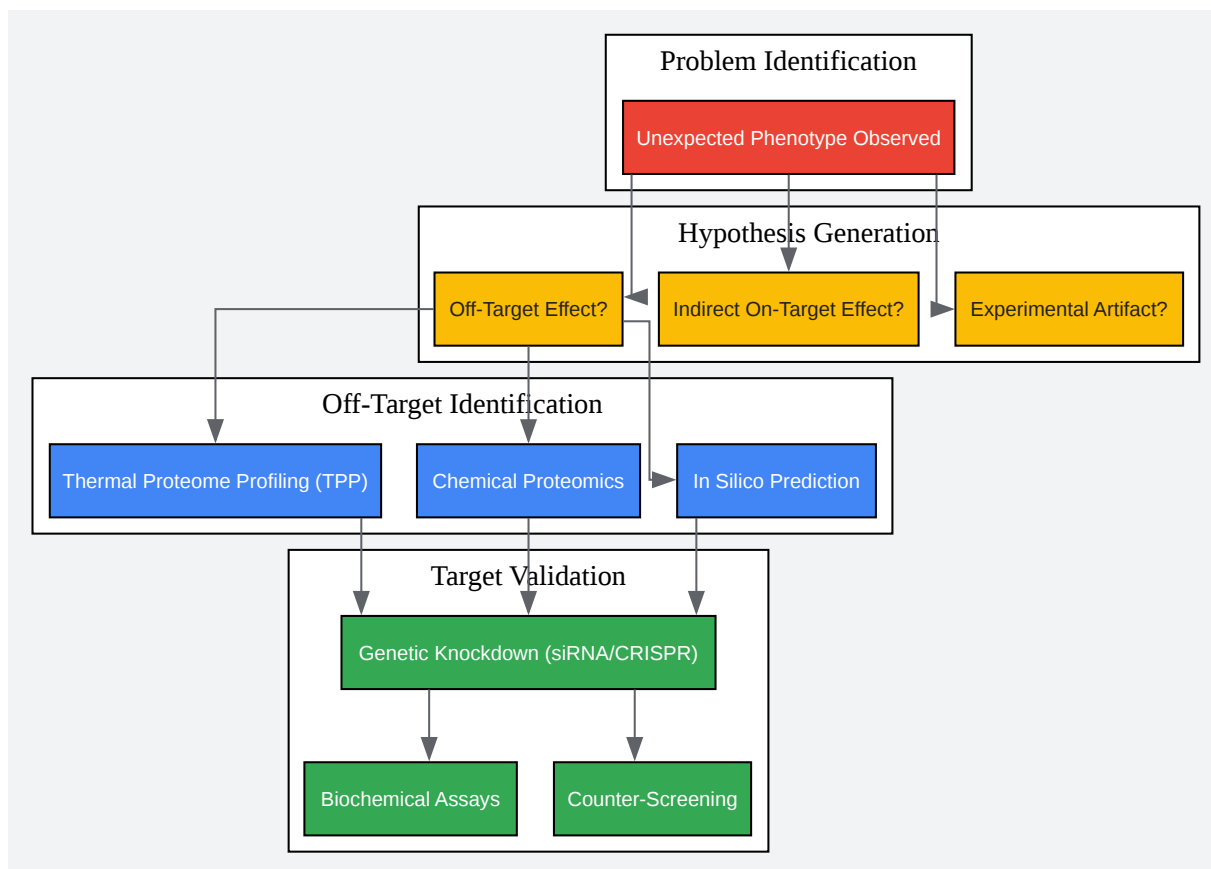 Problem Identification
Unexpected Phenotype Observed
Hypothesis Generation
Off-Target Effect?
Indirect On-Target Effect?
Experimental Artifact?
Off-Target Identification
Thermal Proteome Profiling (TPP)
Chemical Proteomics
In Silico Prediction
Target Validation
Genetic Knockdown (siRNA/CRISPR)
Biochemical Assays
Counter-Screening